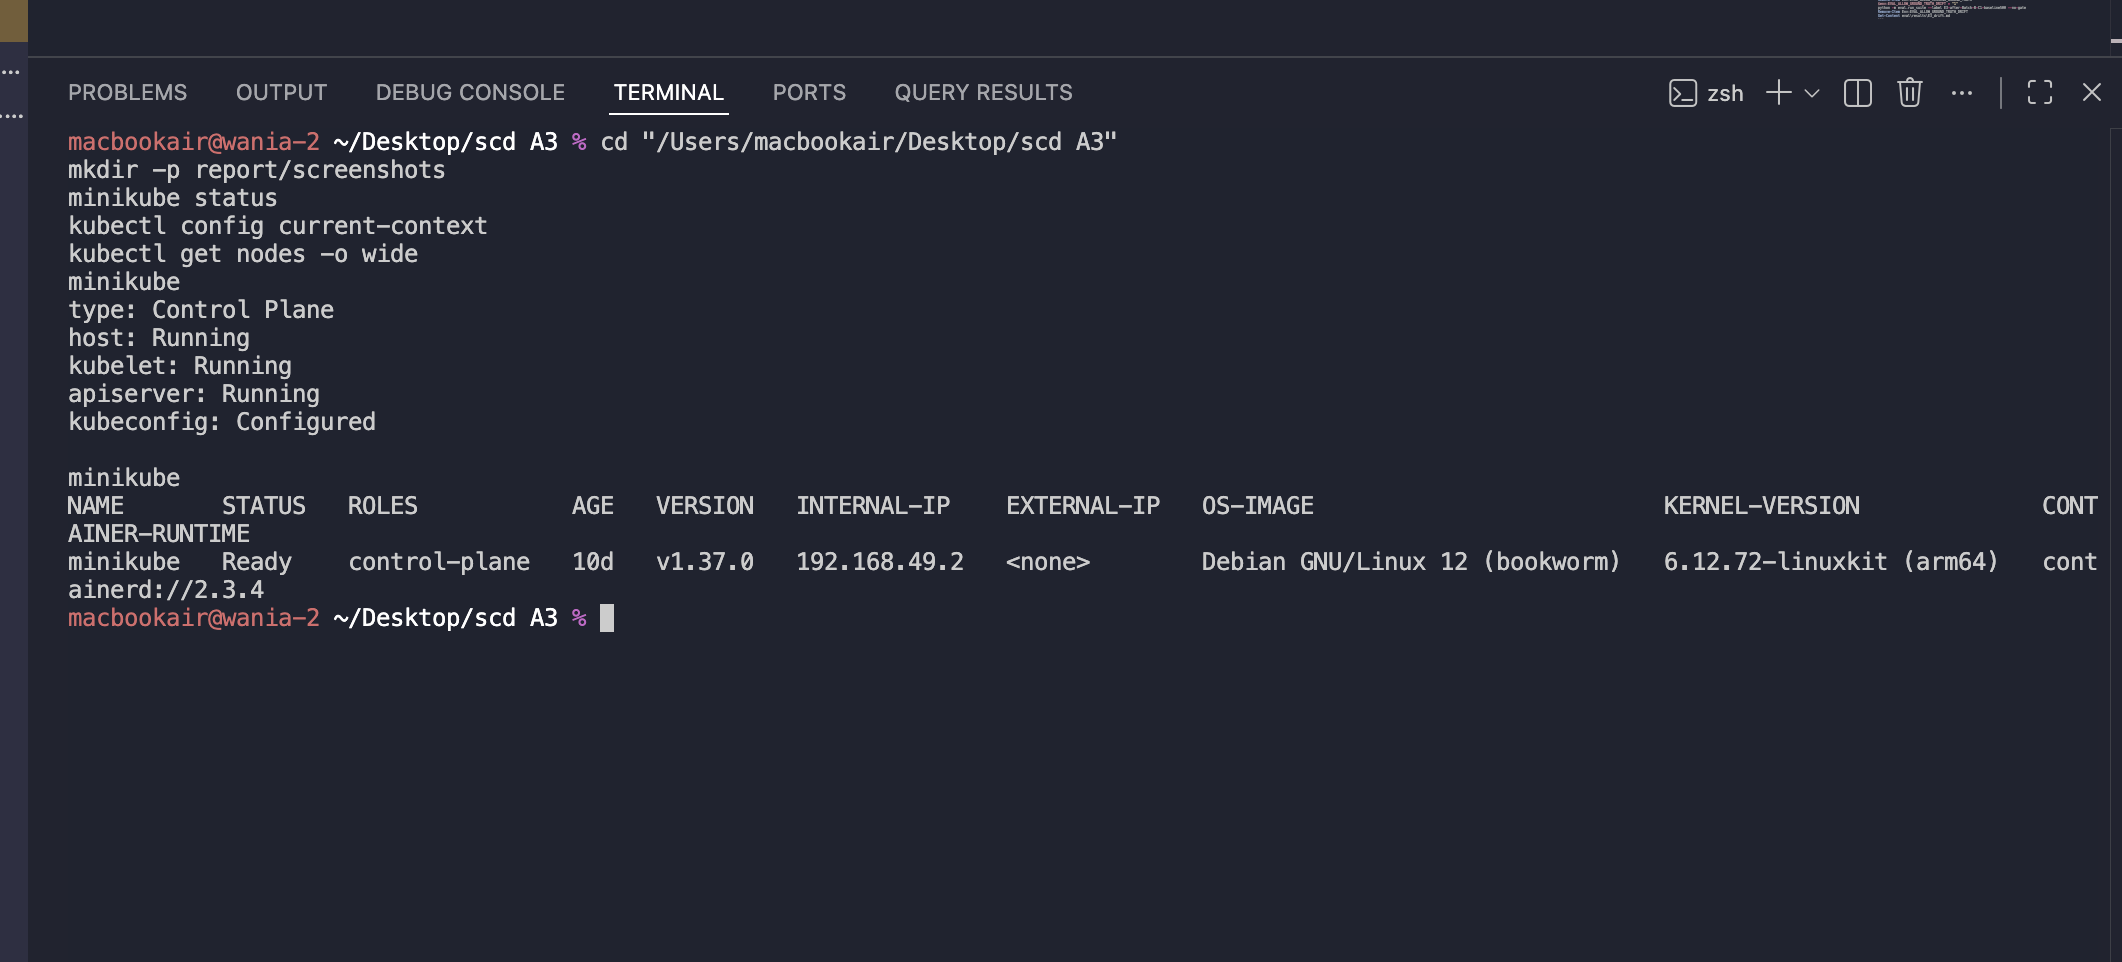 PROBLEMS OUTPUT DEBUG CONSOLE TERMINAL PORTS QUERY RESULTS zsh
macbookair@wania-2 ~/Desktop/scd A3 % cd "/Users/macbookair/Desktop/scd A3"
mkdir -p report/screenshots
minikube status
kubectl config current-context
kubectl get nodes -o wide
minikube
type: Control Plane
host: Running
kubelet: Running
apiserver: Running
kubeconfig: Configured
minikube
NAME STATUS ROLES AGE VERSION INTERNAL-IP EXTERNAL-IP OS-IMAGE KERNEL-VERSION CONT
AINER-RUNTIME
minikube Ready control-plane 10d v1.37.0 192.168.49.2 <none> Debian GNU/Linux 12 (bookworm) 6.12.72-linuxkit (arm64) cont
ainerd://2.3.4
macbookair@wania-2 ~/Desktop/scd A3 %